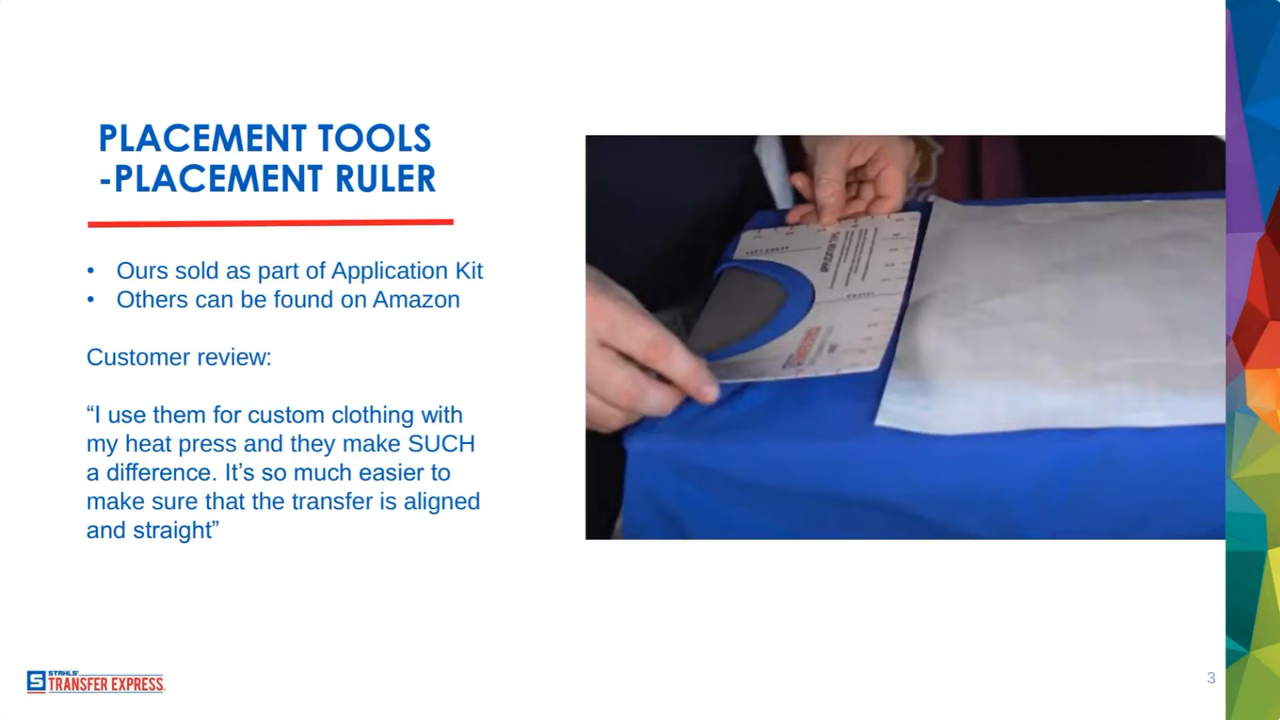 PLACEMENT TOOLS
-PLACEMENT RULER
• Ours sold as part of Application Kit
• Others can be found on Amazon
Customer review:
“I use them for custom clothing with
my heat press and they make SUCH
a difference. It’s so much easier to
make sure that the transfer is aligned
and straight”
STAHLS'
TRANSFER EXPRESS
3